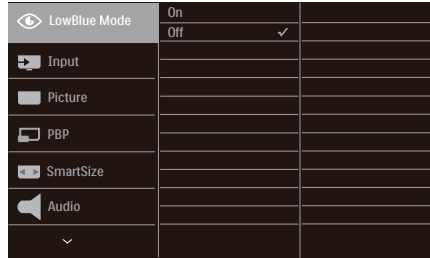 LowBlue Mode
On
Off
Input
Picture
PBP
SmartSize
Audio